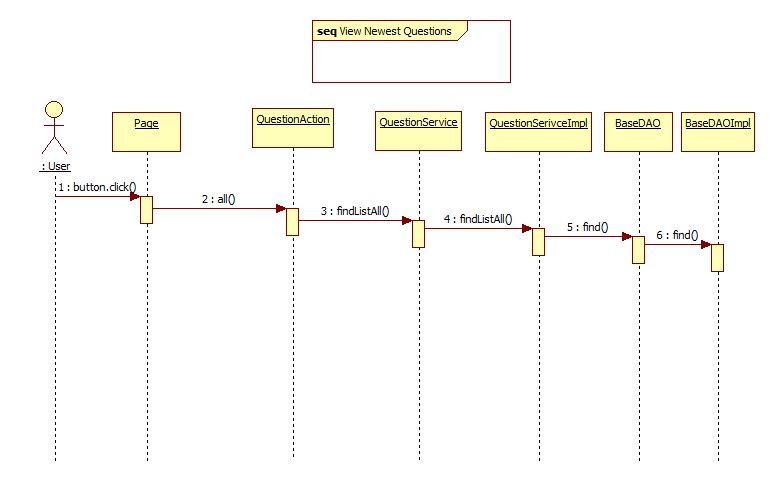 seq View Newest Questions
: User
Page
QuestionAction
QuestionService
QuestionSerivceImpl
BaseDAO
BaseDAOImpl
1 : button.click()
2 : all()
3 : findListAll()
4 : findListAll()
5 : find()
6 : find()